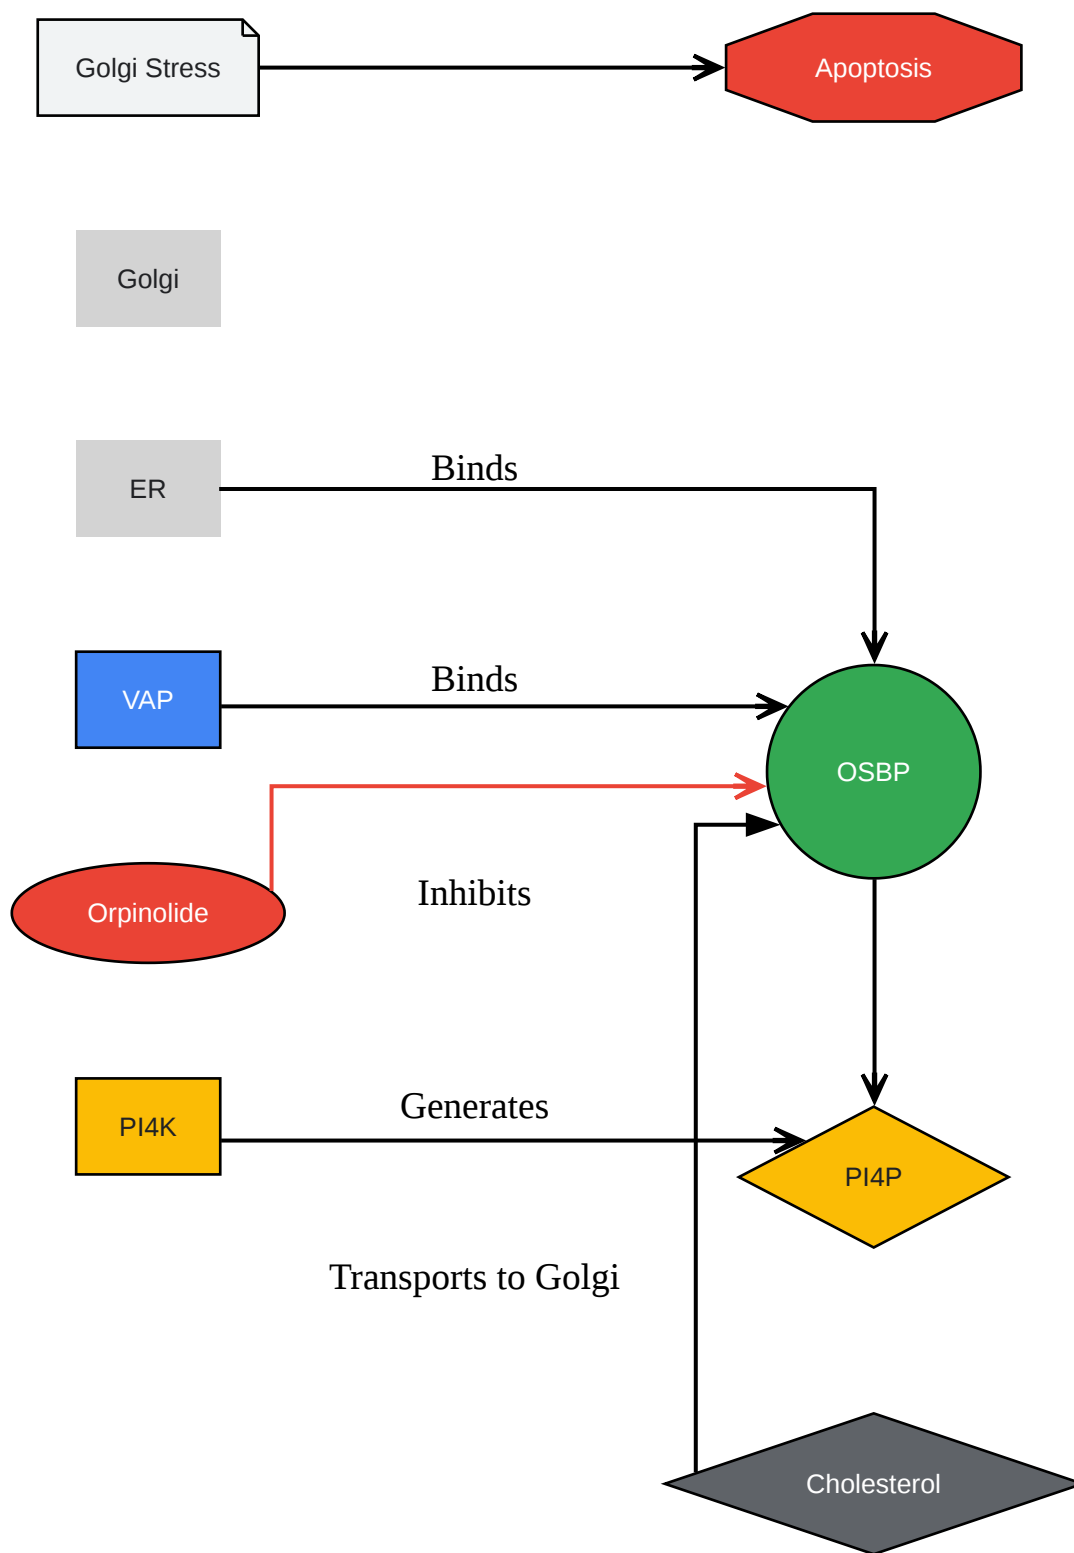 Golgi Stress
Apoptosis
Golgi
ER
Binds
VAP
Binds
OSBP
Orpinolide
Inhibits
PI4K
Generates
PI4P
Transports to Golgi
Cholesterol